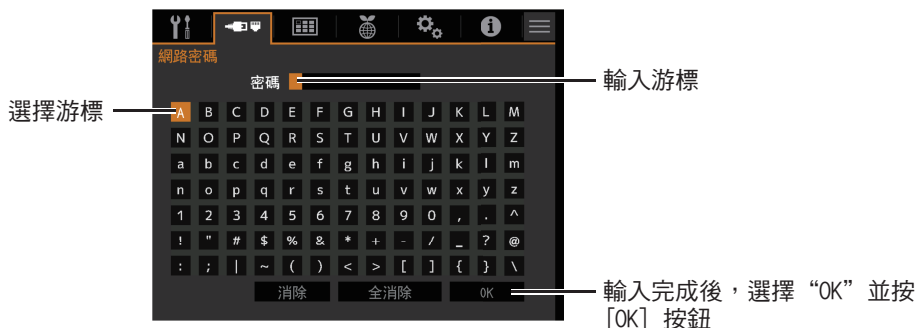 網路密碼
密碼
輸入游標
選擇游標
A B C D E F G H I J K L M
N O P Q R S T U V W X Y Z
a b c d e f g h i j k l m
n o p q r s t u v w x y z
1 2 3 4 5 6 7 8 9 0 , . ^
! " # $ % & * + - / _ ? @
: ; | ~ ( ) < > [ ] { } \
消除 全消除 OK
輸入完成後，選擇“OK”並按
[OK] 按鈕